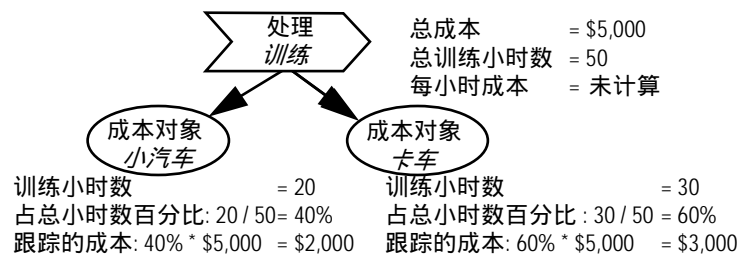 处理
训练
总成本 = $5,000
总训练小时数 = 50
每小时成本 = 未计算
成本对象
小汽车
成本对象
卡车
训练小时数 = 20
占总小时数百分比: 20 / 50= 40%
跟踪的成本: 40% * $5,000 = $2,000
训练小时数 = 30
占总小时数百分比 : 30 / 50 = 60%
跟踪的成本: 60% * $5,000 = $3,000